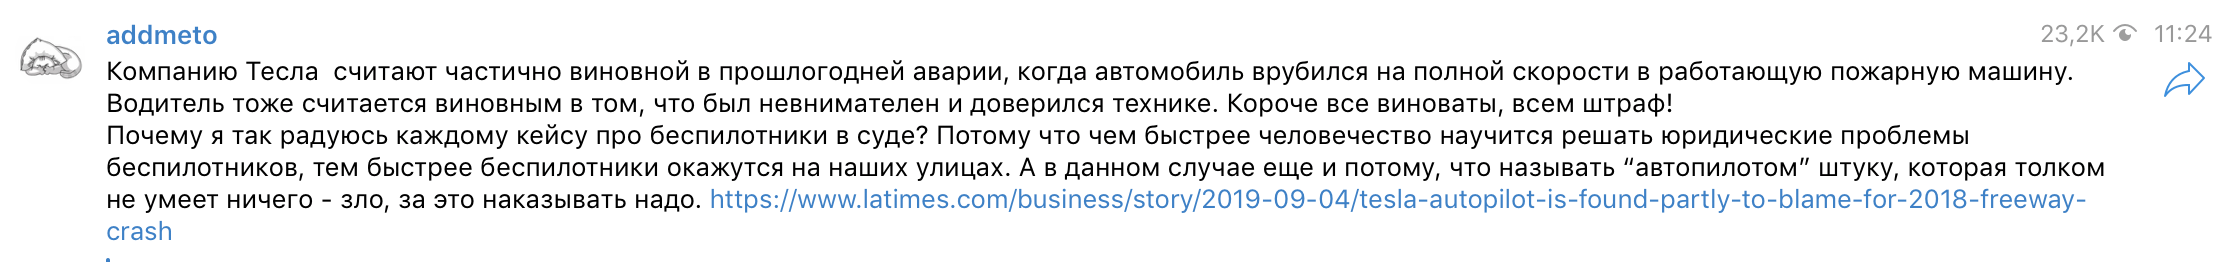 addmeto
23,2K 11:24
Компанию Тесла  считают частично виновной в прошлогодней аварии, когда автомобиль врубился на полной скорости в работающую пожарную машину.
Водитель тоже считается виновным в том, что был невнимателен и доверился технике. Короче все виноваты, всем штраф!
Почему я так радуюсь каждому кейсу про беспилотники в суде? Потому что чем быстрее человечество научится решать юридические проблемы
беспилотников, тем быстрее беспилотники окажутся на наших улицах. А в данном случае еще и потому, что называть “автопилотом” штуку, которая толком
не умеет ничего - зло, за это наказывать надо. https://www.latimes.com/business/story/2019-09-04/tesla-autopilot-is-found-partly-to-blame-for-2018-freeway-
crash